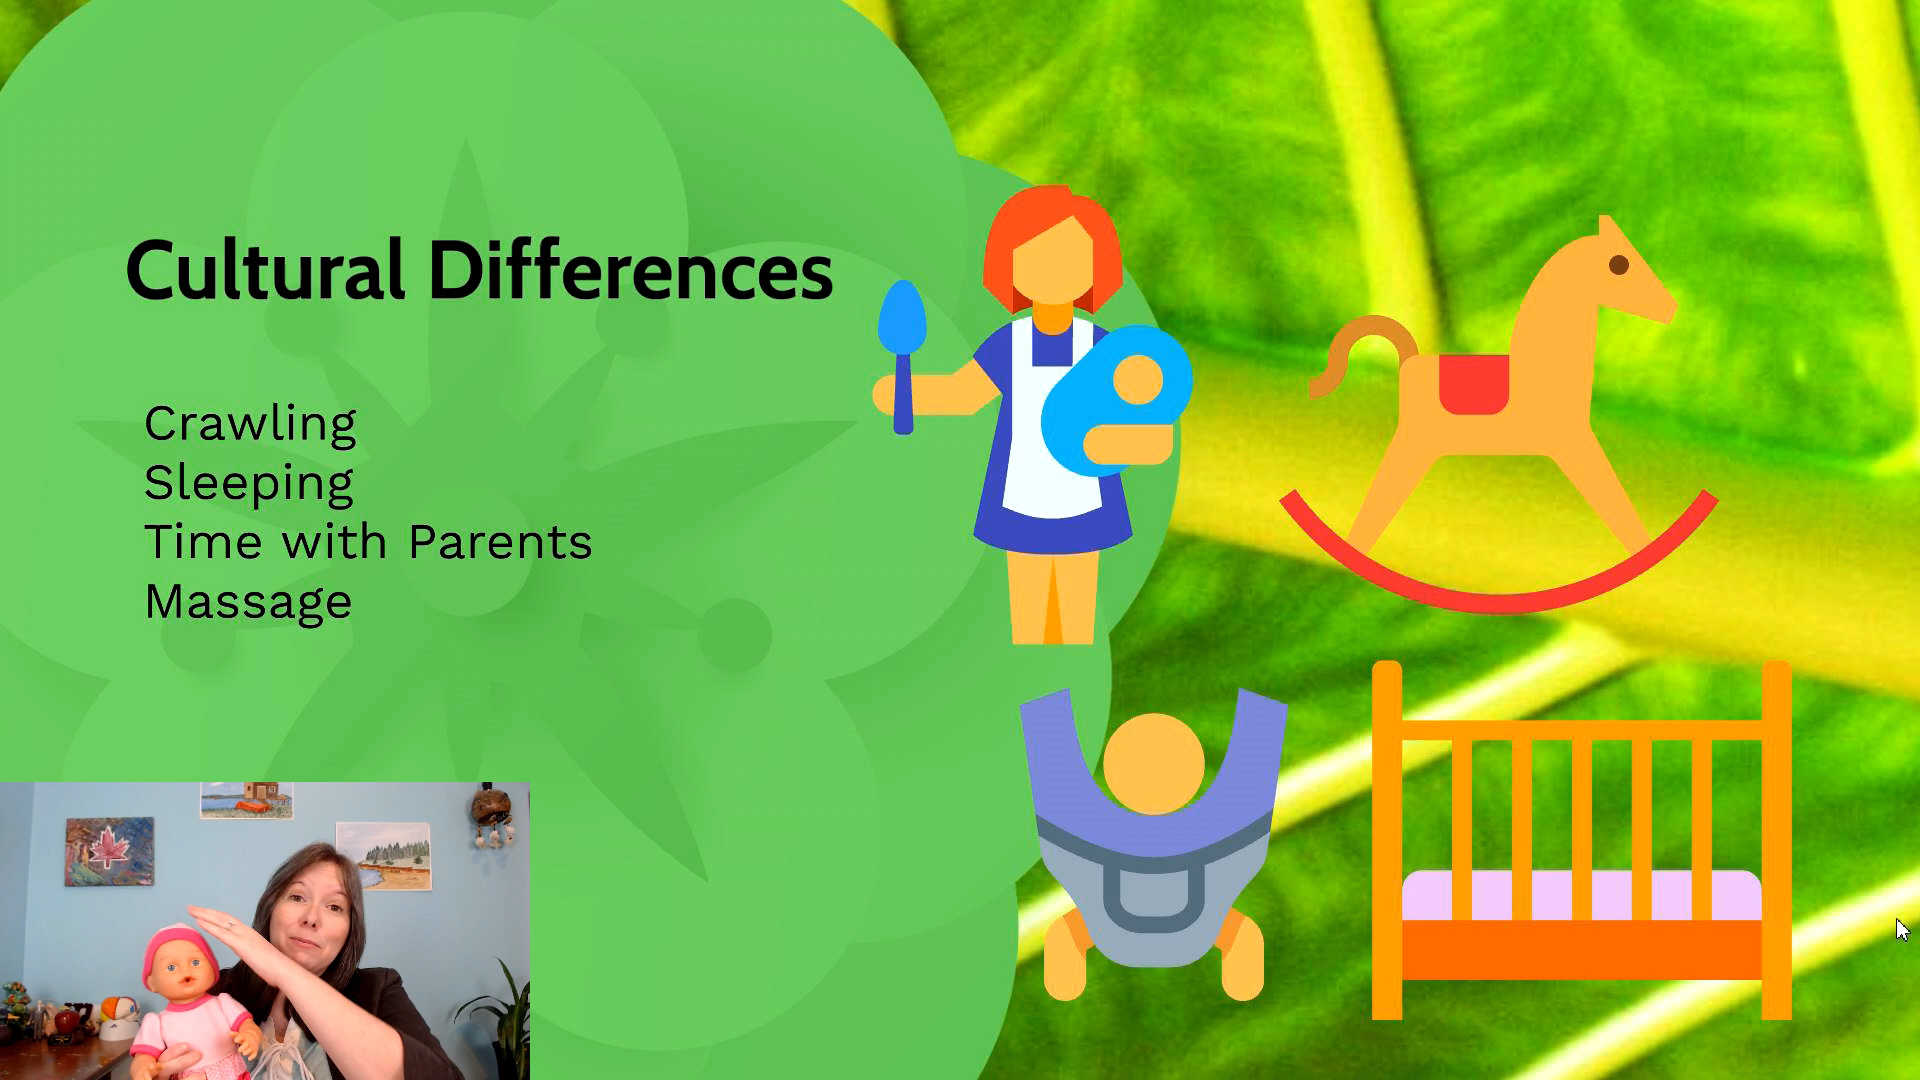 Cultural Differences
Crawling
Sleeping
Time with Parents
Massage